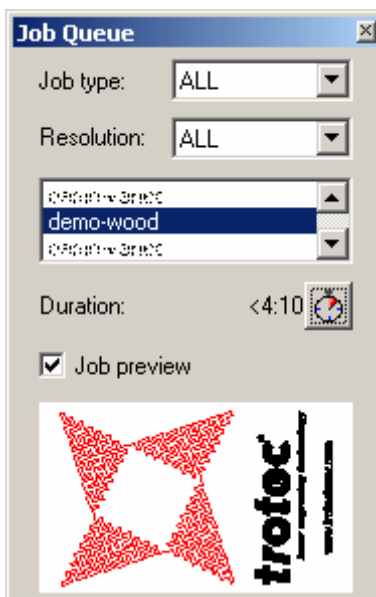 Job Queue
Job type: ALL
Resolution: ALL
demo-wood
Duration: <4:10
Job preview
trotec